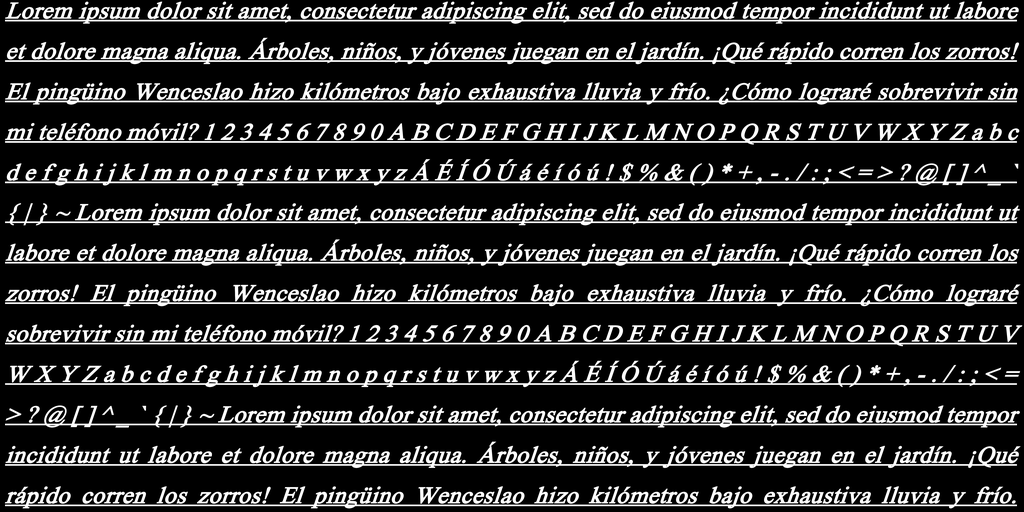 Lorem ipsum dolor sit amet, consectetur adipiscing elit, sed do eiusmod tempor incididunt ut labore
et dolore magna aliqua. Árboles, niños, y jóvenes juegan en el jardín. ¡Qué rápido corren los zorros!
El pingüino Wenceslao hizo kilómetros bajo exhaustiva lluvia y frío. ¿Cómo lograré sobrevivir sin
mi teléfono móvil? 1 2 3 4 5 6 7 8 9 0 A B C D E F G H I J K L M N O P Q R S T U V W X Y Z a b c
d e f g h i j k l m n o p q r s t u v w x y z Á É Í Ó Ú á é í ó ú ! $ % & ( ) * + , - . / : ; < = > ? @ [ ] ^ _ `
{ | } ~ Lorem ipsum dolor sit amet, consectetur adipiscing elit, sed do eiusmod tempor incididunt ut
labore et dolore magna aliqua. Árboles, niños, y jóvenes juegan en el jardín. ¡Qué rápido corren los
zorros! El pingüino Wenceslao hizo kilómetros bajo exhaustiva lluvia y frío. ¿Cómo lograré
sobrevivir sin mi teléfono móvil? 1 2 3 4 5 6 7 8 9 0 A B C D E F G H I J K L M N O P Q R S T U V
W X Y Z a b c d e f g h i j k l m n o p q r s t u v w x y z Á É Í Ó Ú á é í ó ú ! $ % & ( ) * + , - . / : ; < =
> ? @ [ ] ^ _ ` { | } ~ Lorem ipsum dolor sit amet, consectetur adipiscing elit, sed do eiusmod tempor
incididunt ut labore et dolore magna aliqua. Árboles, niños, y jóvenes juegan en el jardín. ¡Qué
rápido corren los zorros! El pingüino Wenceslao hizo kilómetros bajo exhaustiva lluvia y frío.